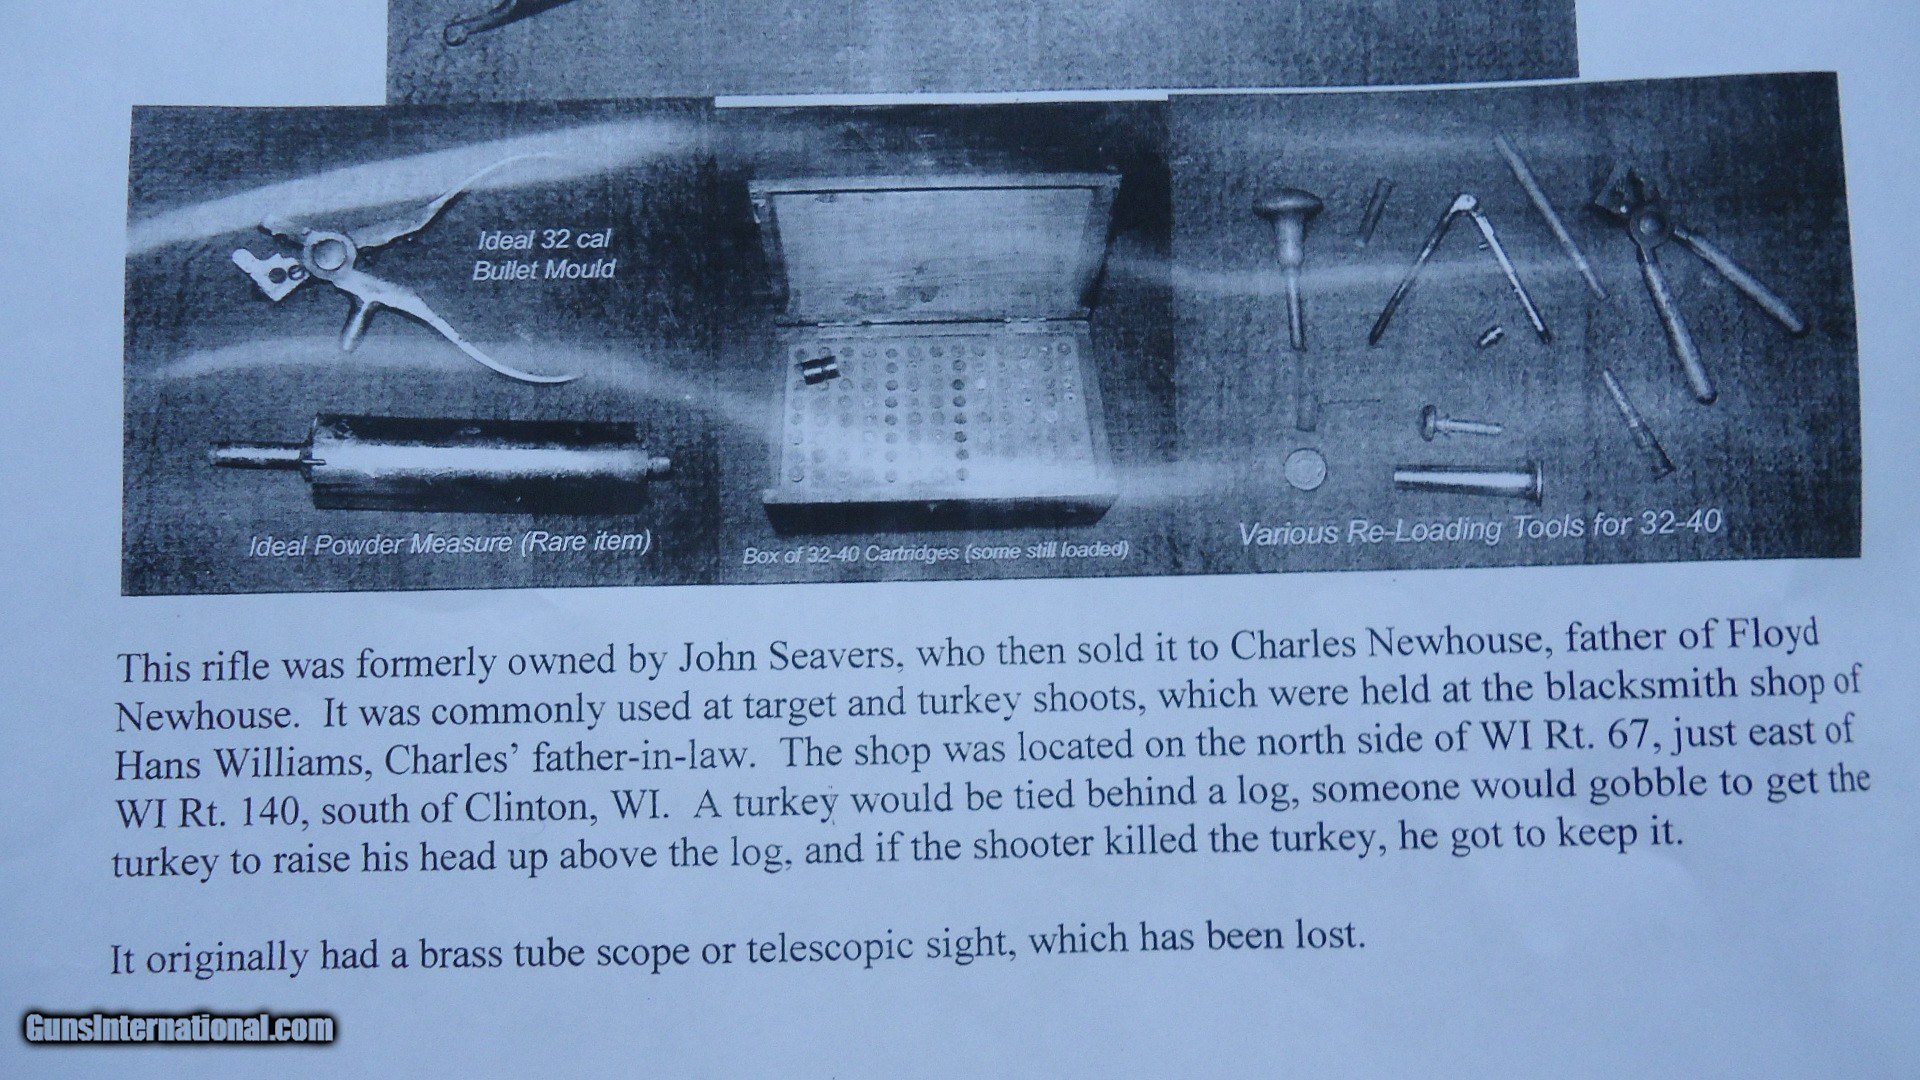 Ideal 32 cal
Bullet Mould
Ideal Powder Measure (Rare item)
Box of 32-40 Cartridges (some still loaded)
Various Re-Loading Tools for 32-40
This rifle was formerly owned by John Seavers, who then sold it to Charles Newhouse, father of Floyd
Newhouse.  It was commonly used at target and turkey shoots, which were held at the blacksmith shop of
Hans Williams, Charles’ father-in-law.  The shop was located on the north side of WI Rt. 67, just east of
WI Rt. 140, south of Clinton, WI.  A turkey would be tied behind a log, someone would gobble to get the
turkey to raise his head up above the log, and if the shooter killed the turkey, he got to keep it.
It originally had a brass tube scope or telescopic sight, which has been lost.
GunsInternational.com